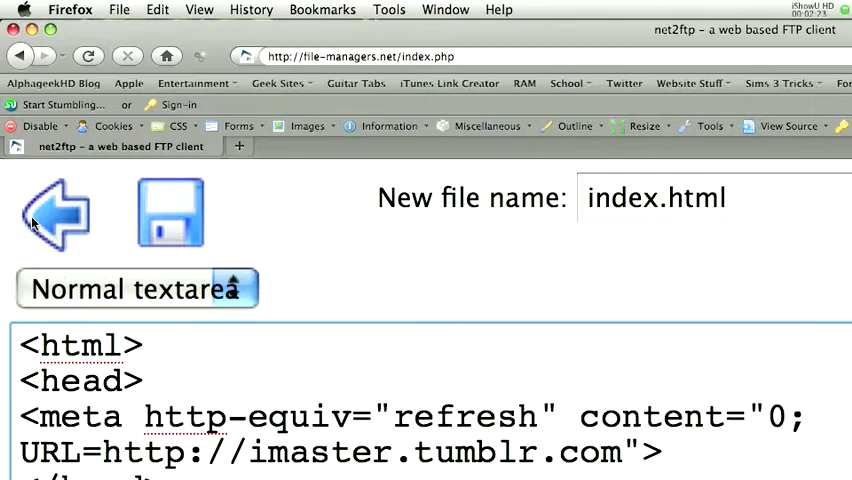 Firefox File Edit View History Bookmarks Tools Window Help iShowU HD 00:02:23
net2ftp - a web based FTP client
http://file-managers.net/index.php
AlphageekHD Blog Apple Entertainment Geek Sites Guitar Tabs iTunes Link Creator RAM School Twitter Website Stuff Sims 3 Tricks
Start Stumbling... or Sign-in
Disable Cookies CSS Forms Images Information Miscellaneous Outline Resize Tools View Source
net2ftp - a web based FTP client
New file name: index.html
Normal textarea
<html>
<head>
<meta http-equiv="refresh" content="0;
URL=http://imaster.tumblr.com">
</head>